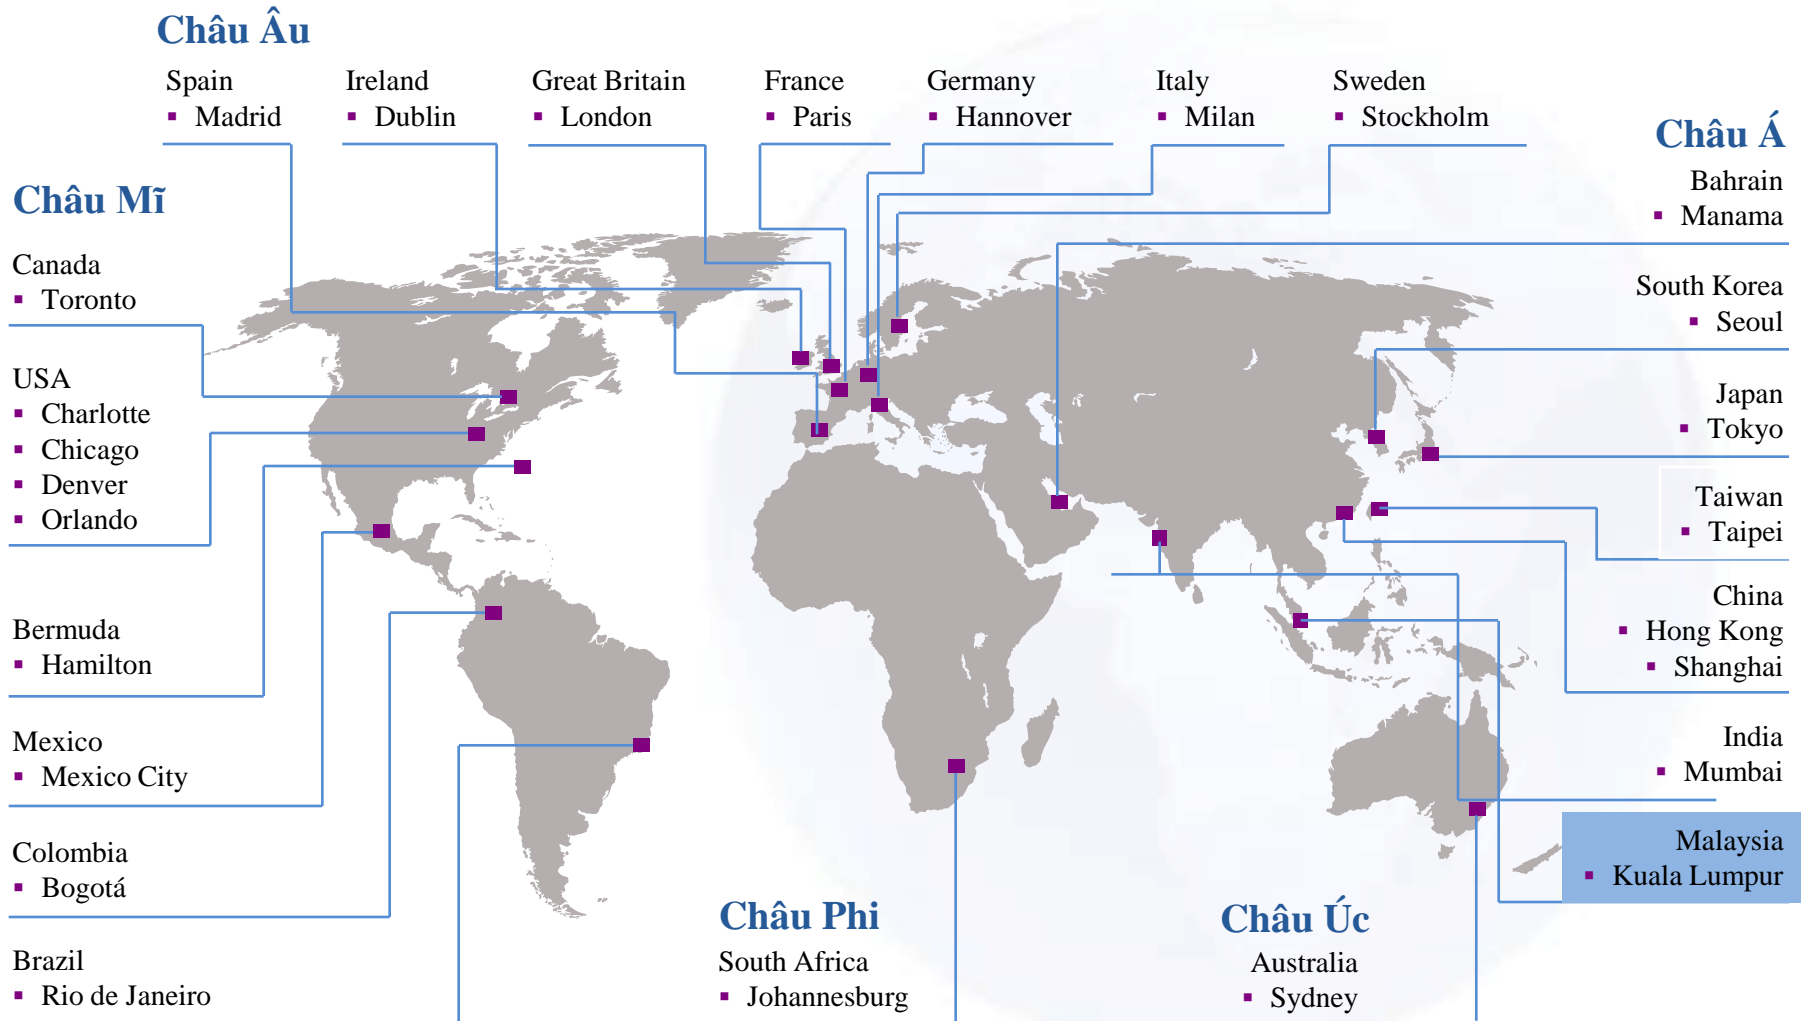 Châu Âu
Spain
▪ Madrid
Ireland
▪ Dublin
Great Britain
▪ London
France
▪ Paris
Germany
▪ Hannover
Italy
▪ Milan
Sweden
▪ Stockholm
Châu Mĩ
Canada
▪ Toronto
USA
▪ Charlotte
▪ Chicago
▪ Denver
▪ Orlando
Bermuda
▪ Hamilton
Mexico
▪ Mexico City
Colombia
▪ Bogotá
Brazil
▪ Rio de Janeiro
Châu Phi
South Africa
▪ Johannesburg
Châu Úc
Australia
▪ Sydney
Châu Á
Bahrain
▪ Manama
South Korea
▪ Seoul
Japan
▪ Tokyo
Taiwan
▪ Taipei
China
▪ Hong Kong
▪ Shanghai
India
▪ Mumbai
Malaysia
▪ Kuala Lumpur